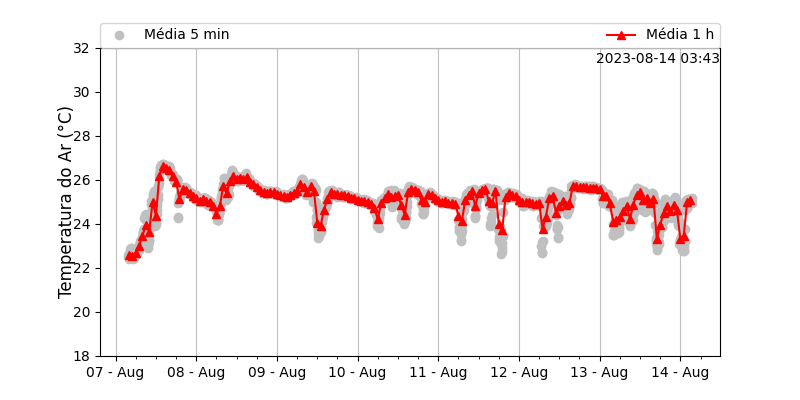 Média 5 min
Média 1 h
2023-08-14 03:43
Temperatura do Ar (°C)
32
30
28
26
24
22
20
18
07 - Aug
08 - Aug
09 - Aug
10 - Aug
11 - Aug
12 - Aug
13 - Aug
14 - Aug